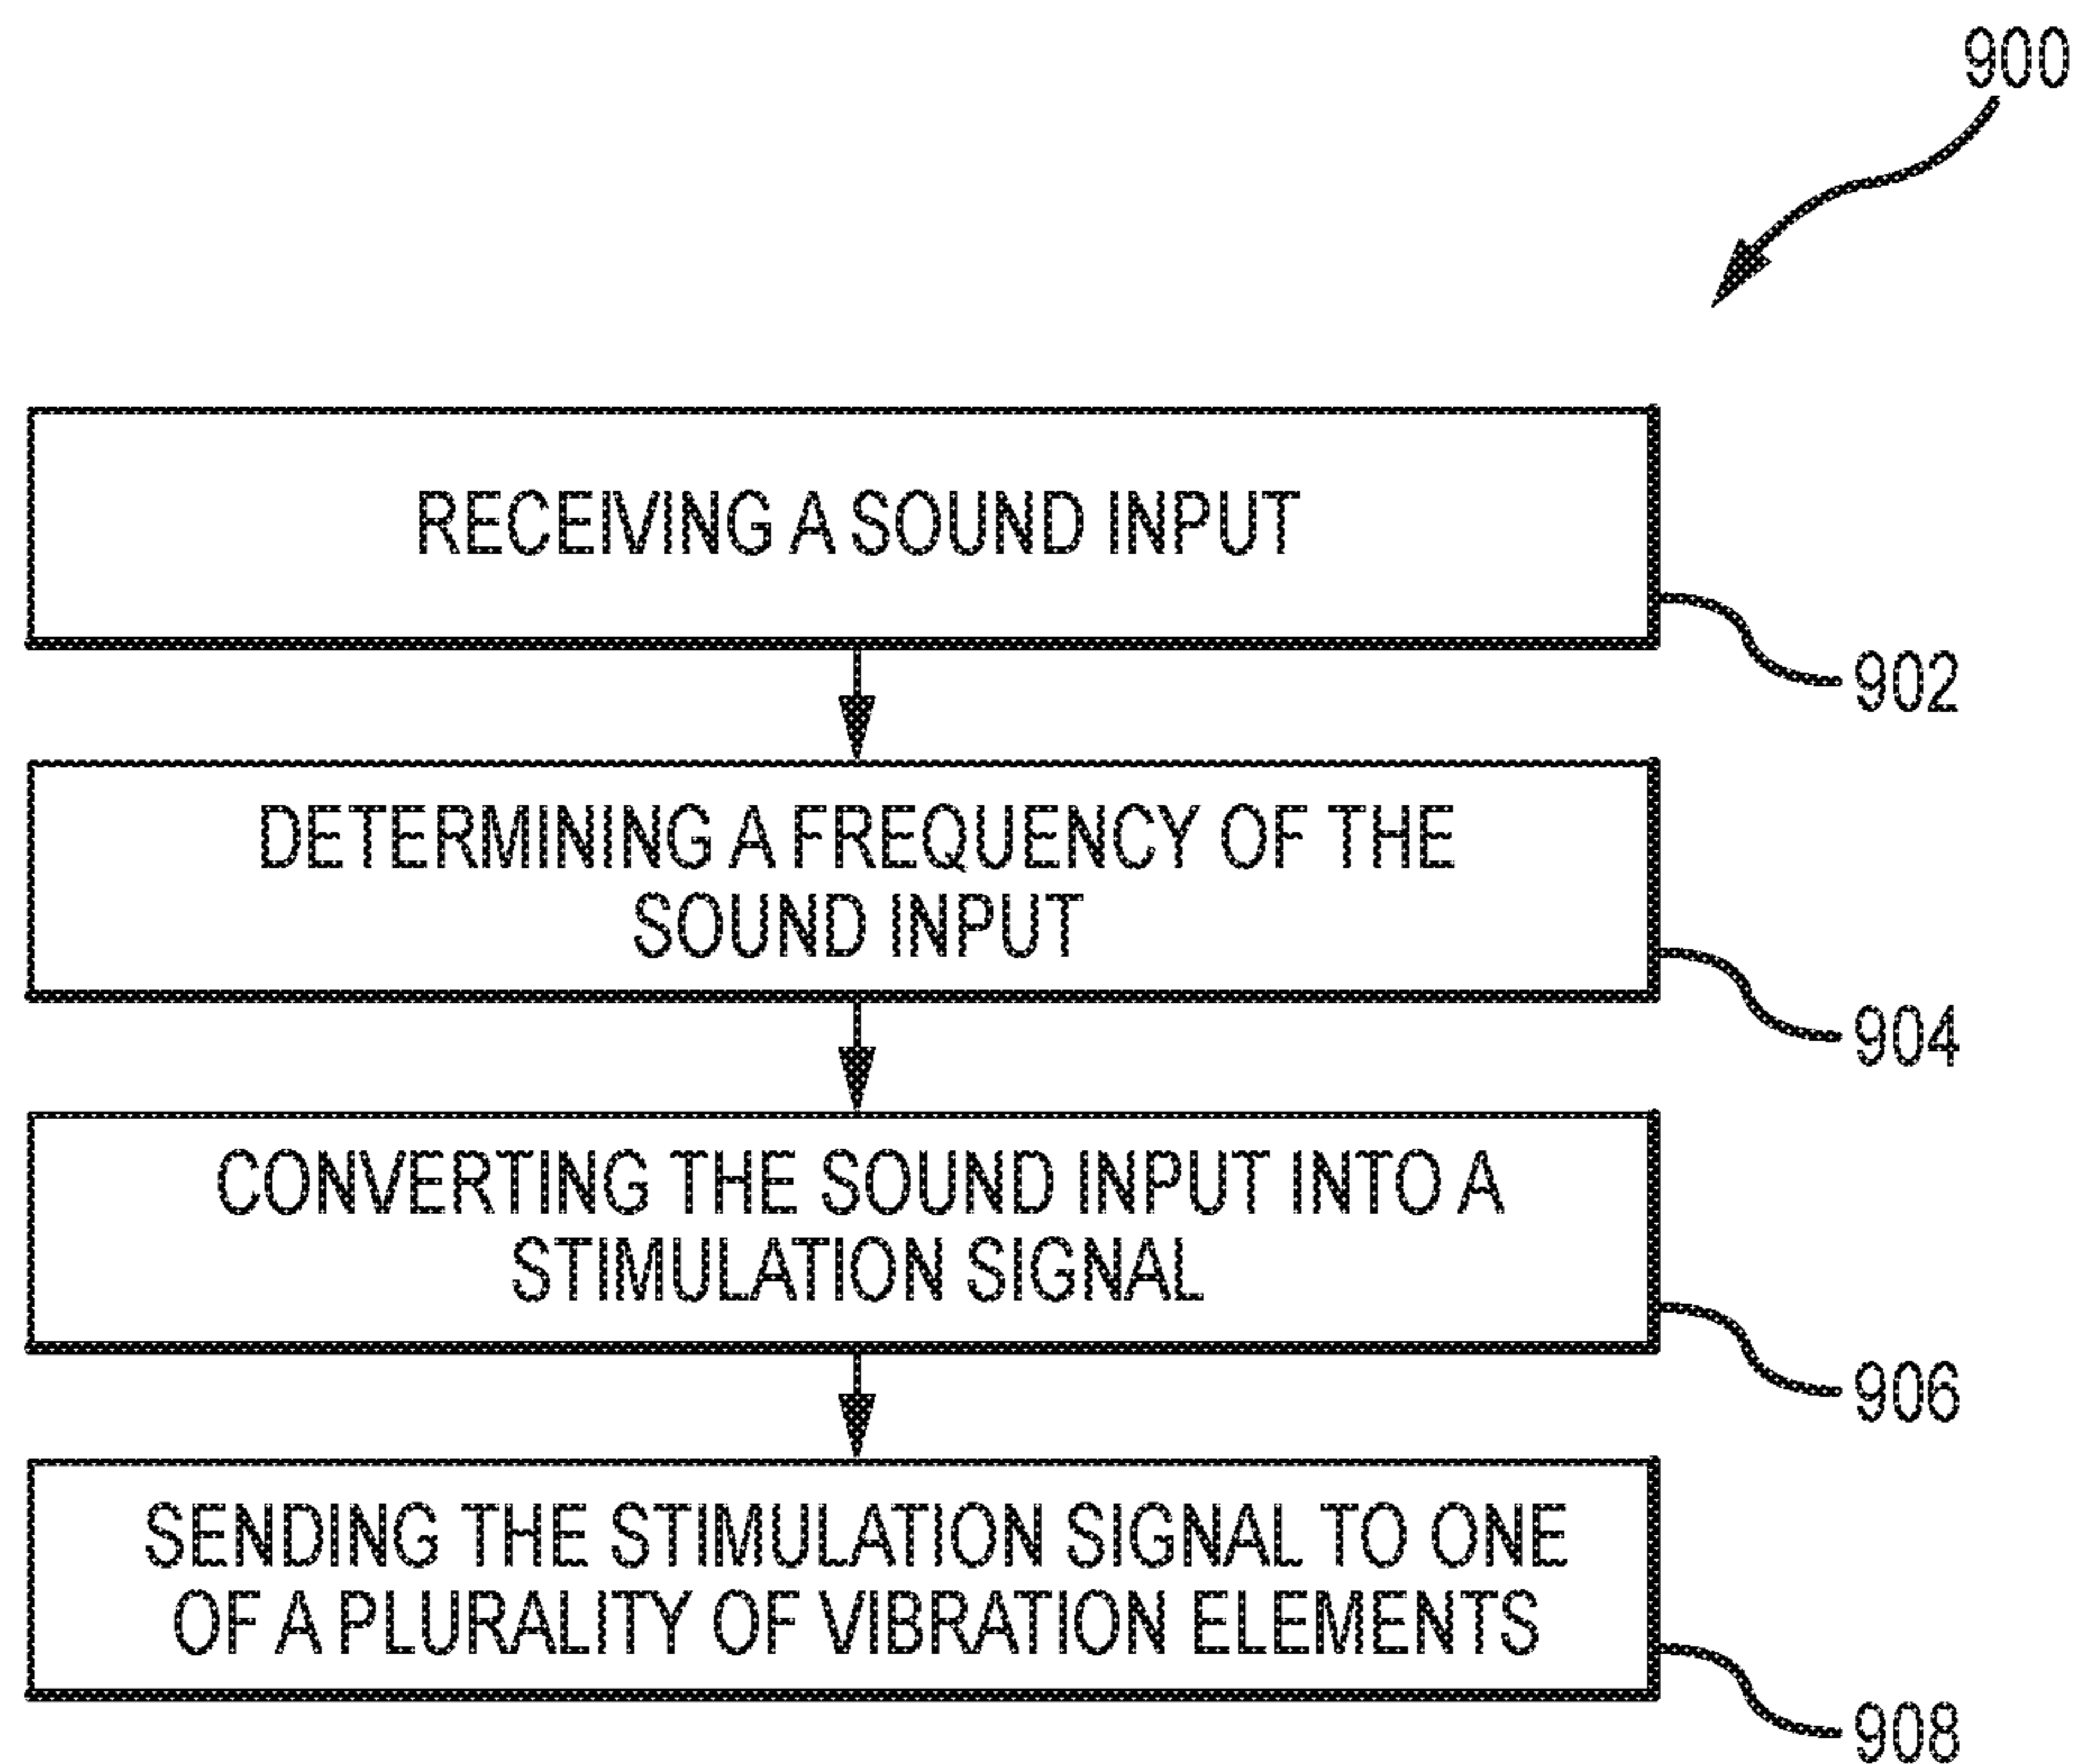 900
RECEIVING A SOUND INPUT
902
DETERMINING A FREQUENCY OF THE
SOUND INPUT
904
CONVERTING THE SOUND INPUT INTO A
STIMULATION SIGNAL
906
SENDING THE STIMULATION SIGNAL TO ONE
OF A PLURALITY OF VIBRATION ELEMENTS
908